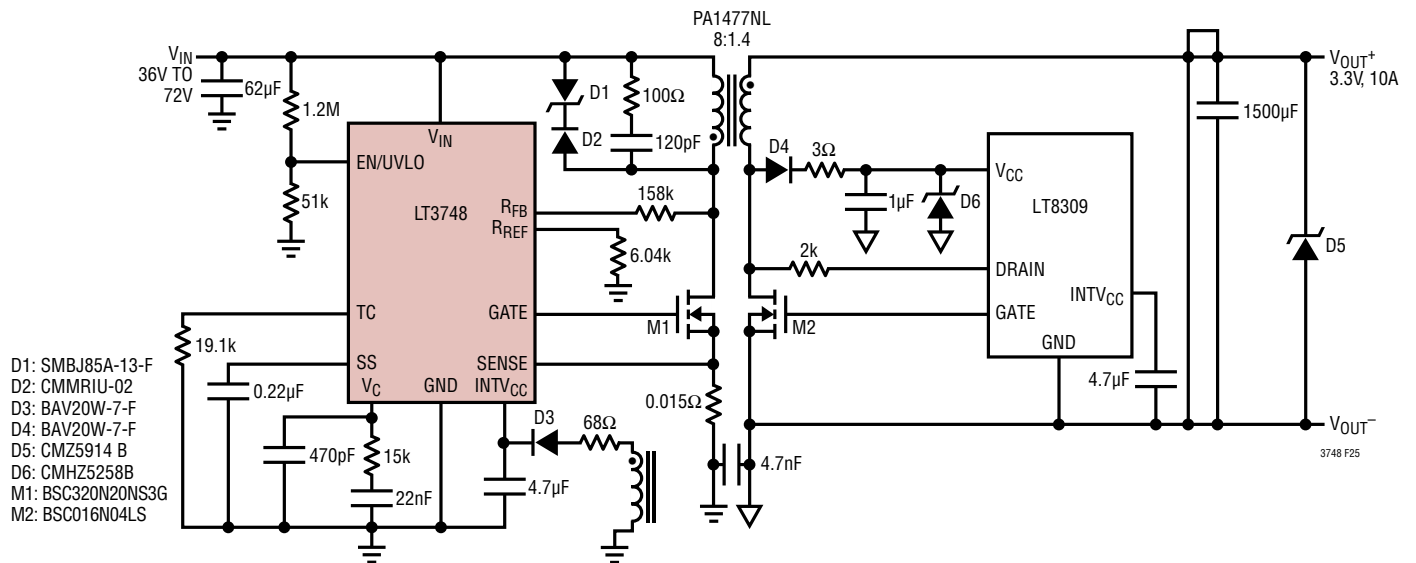 PA1477NL
8:1.4
VIN
36V TO
72V
62µF
1.2M
51k
VIN
EN/UVLO
LT3748
RFB
RREF
TC
GATE
SS
SENSE
VC
GND
INTVCC
D1
D2
100Ω
120pF
158k
6.04k
M1
0.015Ω
19.1k
0.22µF
470pF
15k
22nF
4.7µF
D3
68Ω
4.7nF
D4
3Ω
1µF
D6
2k
M2
VCC
LT8309
DRAIN
INTVCC
GATE
GND
4.7µF
1500µF
D5
VOUT+
3.3V, 10A
VOUT–
3748 F25
D1: SMBJ85A-13-F
D2: CMMRIU-02
D3: BAV20W-7-F
D4: BAV20W-7-F
D5: CMZ5914 B
D6: CMHZ5258B
M1: BSC320N20NS3G
M2: BSC016N04LS